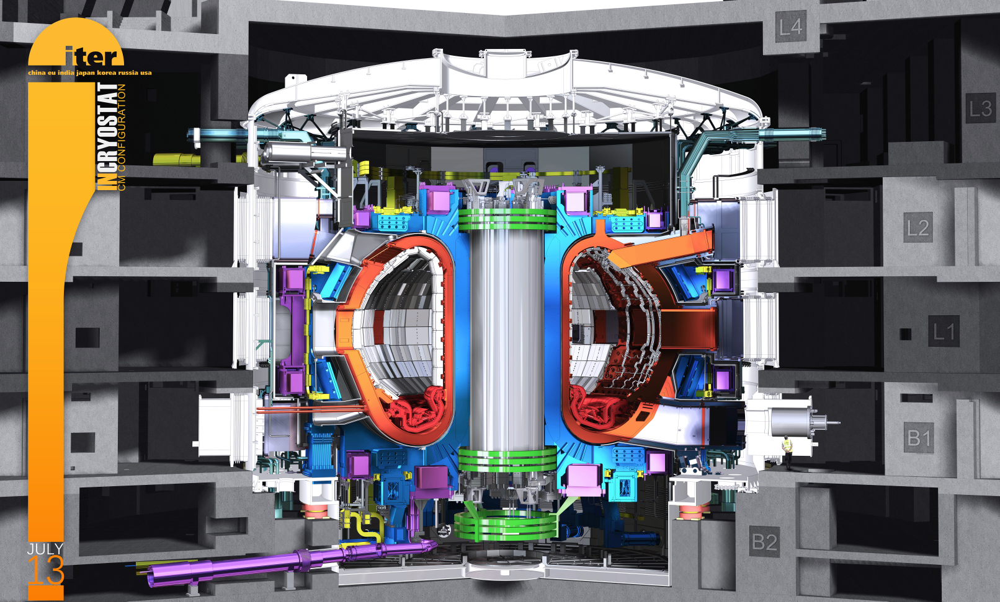 iter
china eu india japan korea russia usa
INCRYOSTAT
CM CONFIGURATION
JULY
13
L4
L3
L2
L1
B1
B2